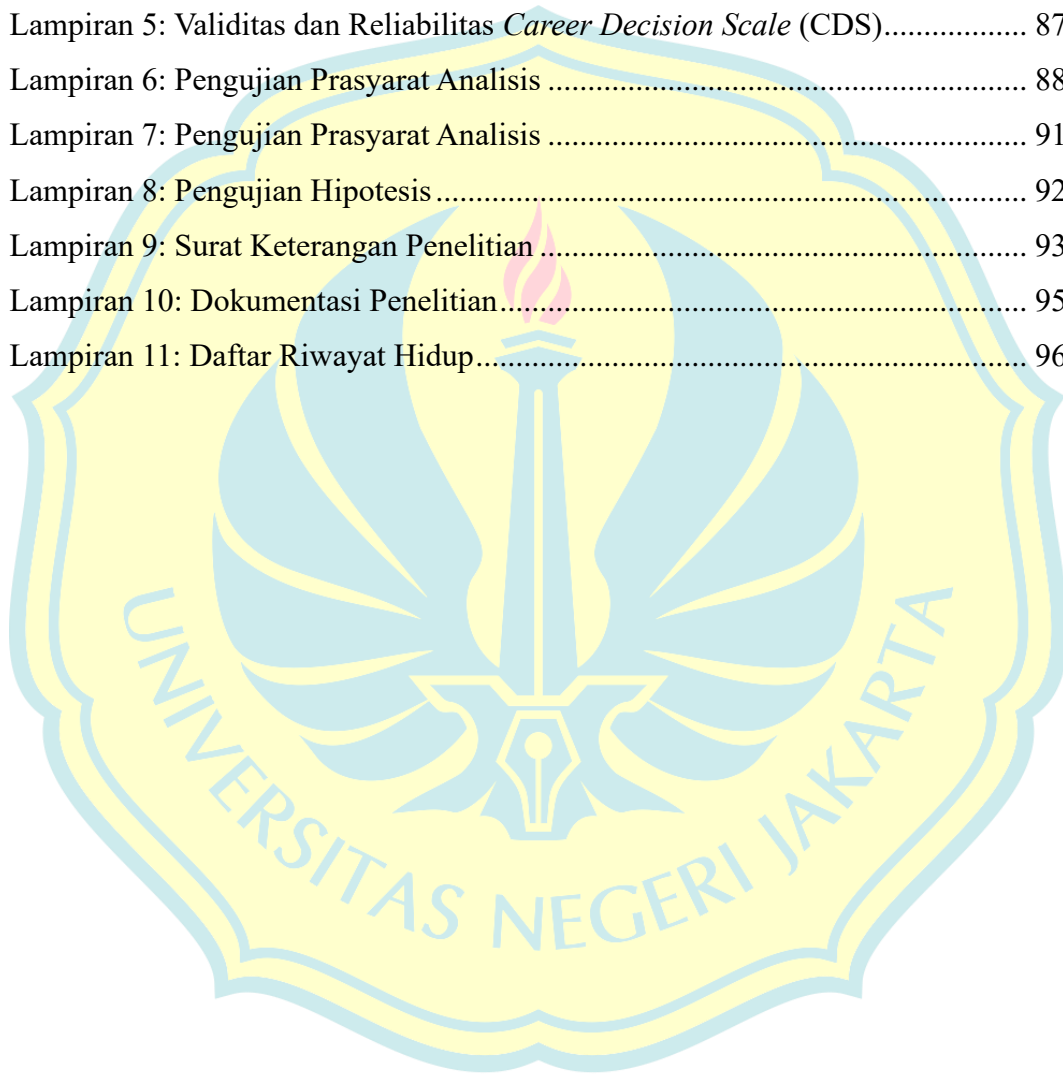 Lampiran 5: Validitas dan Reliabilitas Career Decision Scale (CDS)................. 87
Lampiran 6: Pengujian Prasyarat Analisis ........................................................... 88
Lampiran 7: Pengujian Prasyarat Analisis ........................................................... 91
Lampiran 8: Pengujian Hipotesis ......................................................................... 92
Lampiran 9: Surat Keterangan Penelitian ............................................................ 93
Lampiran 10: Dokumentasi Penelitian................................................................. 95
Lampiran 11: Daftar Riwayat Hidup.................................................................... 96
UNIVERSITAS NEGERI JAKARTA